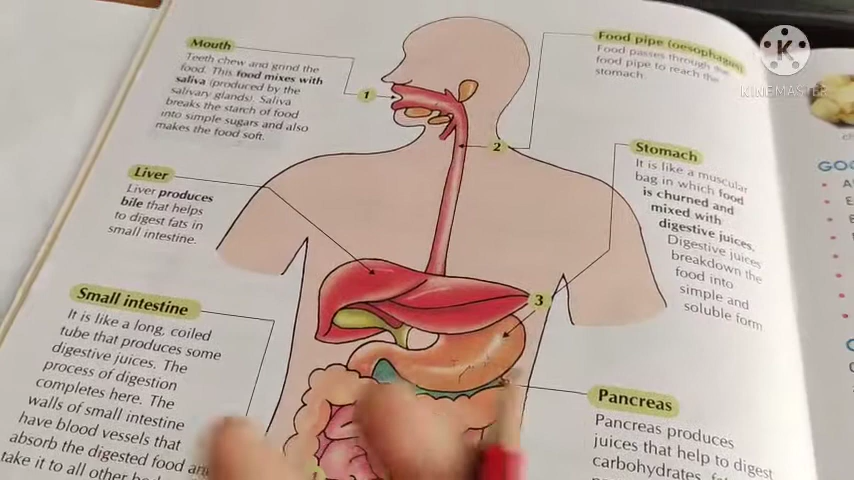 Mouth
Teeth chew and grind the
food. This food mixes with
saliva (produced by the
salivary glands). Saliva
breaks the starch of food
into simple sugars and also
makes the food soft.
1
Food pipe (oesophagus)
Food passes through the
food pipe to reach the
stomach.
2
K
KINEMASTER
Liver
Liver produces
bile that helps
to digest fats in
small intestine.
Stomach
It is like a muscular
bag in which food
is churned and
mixed with
digestive juices.
Digestive juices
breakdown the
food into
simple and
soluble form
3
Small intestine
It is like a long, coiled
tube that produces some
digestive juices. The
process of digestion
completes here. The
walls of small intestine
have blood vessels that
absorb the digested food
take it to all other
Pancreas
Pancreas produces
juices that help to digest
carbohydrates,
GO